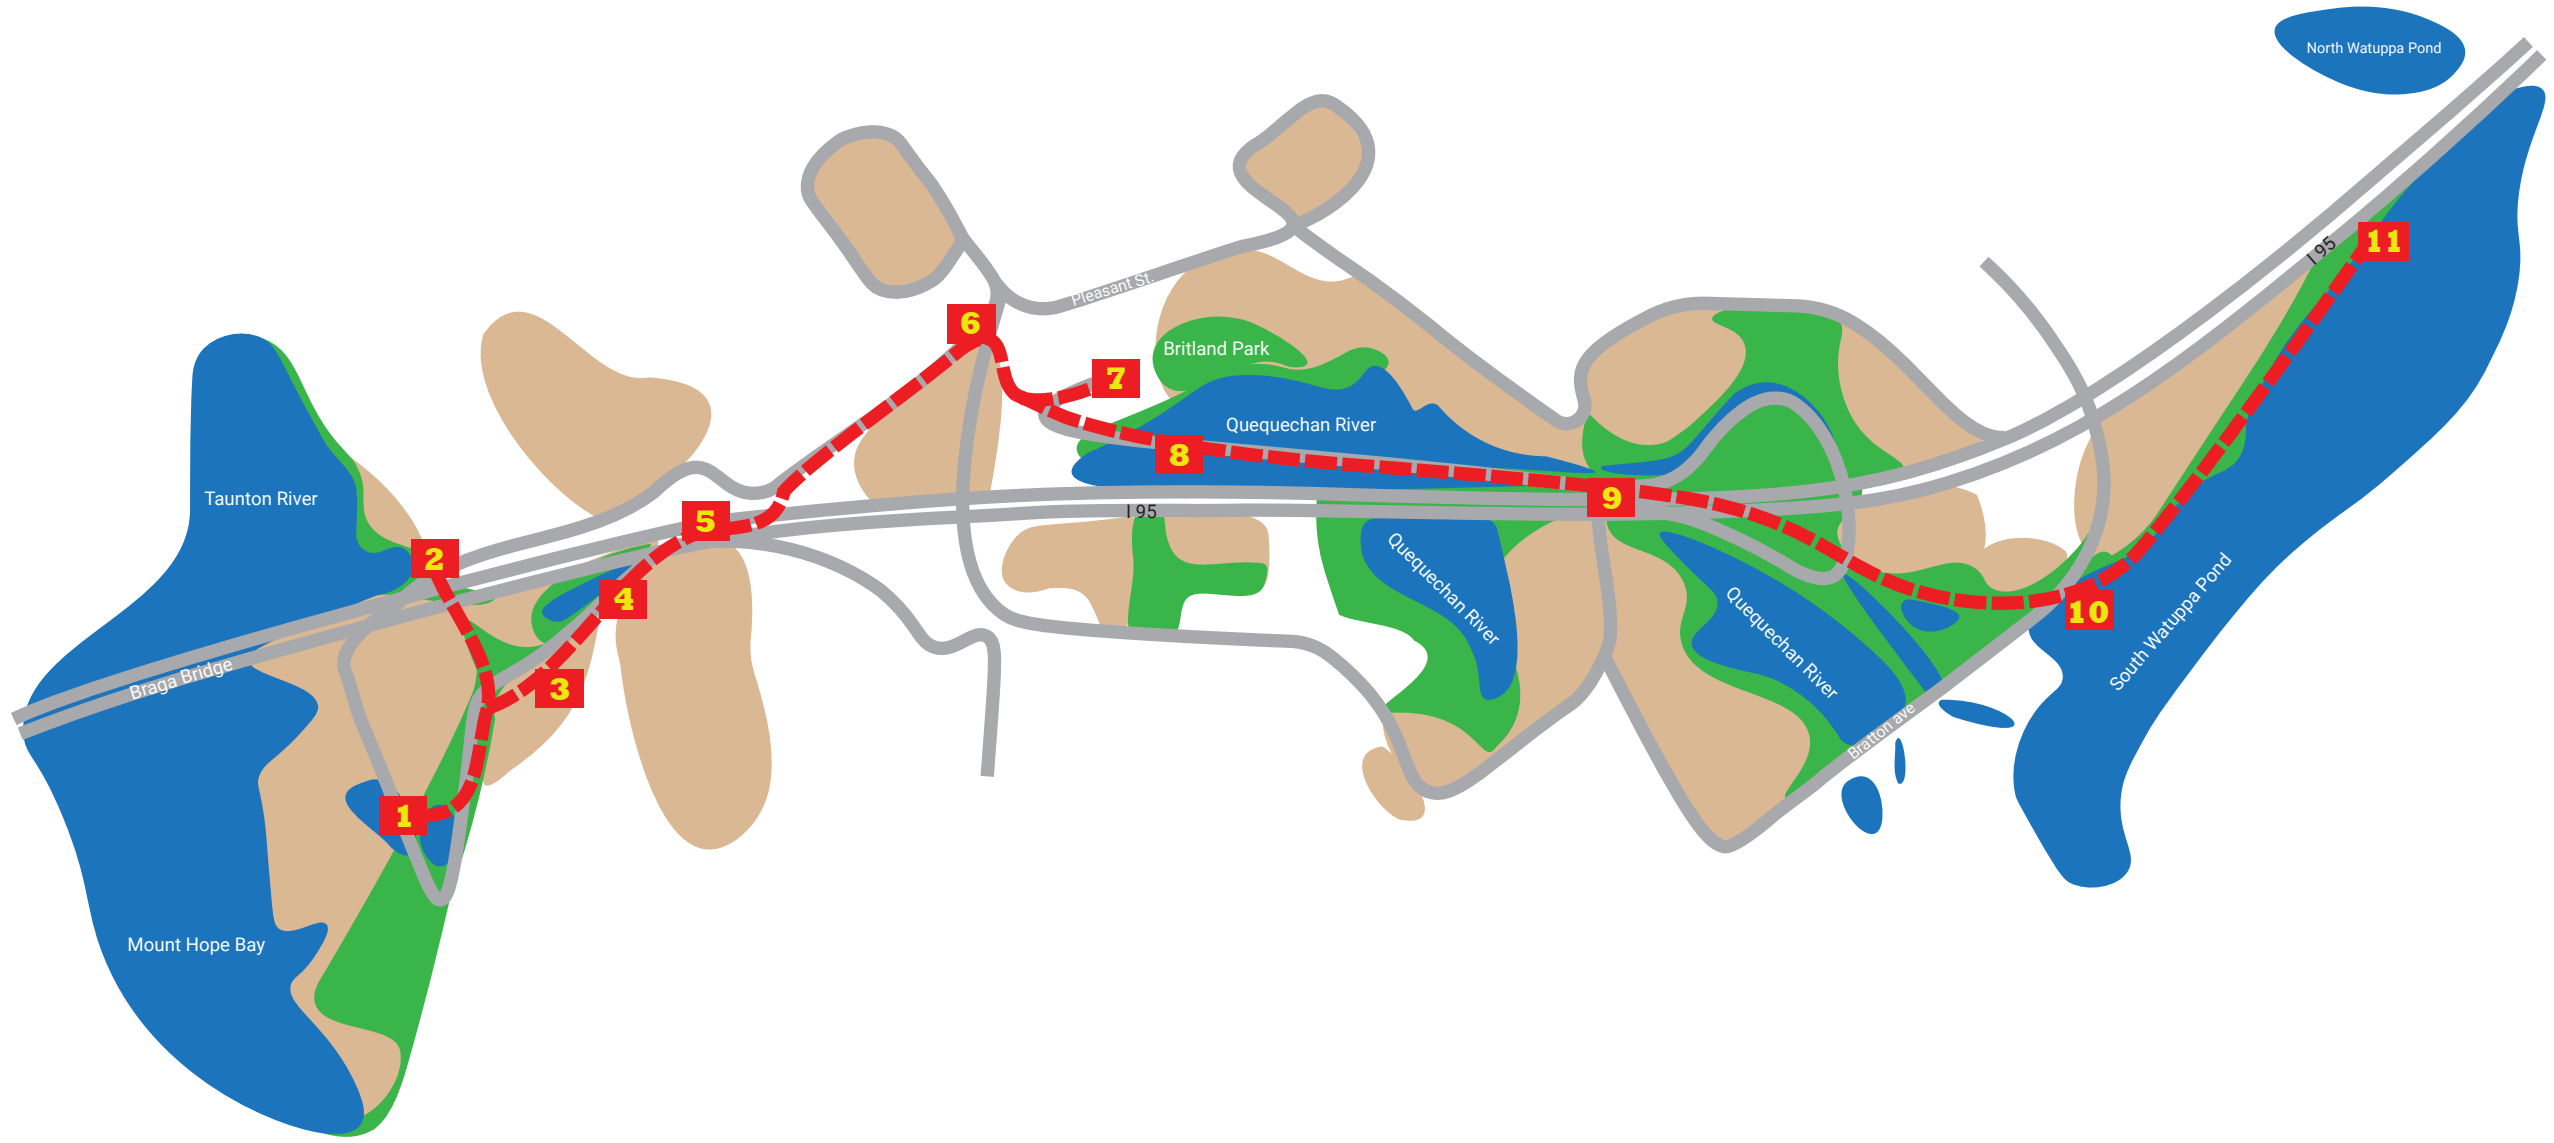 North Watuppa Pond
I 95
11
Pleasant St.
6
Britland Park
7
Quequechan River
8
Taunton River
9
I 95
5
2
Quequechan River
4
Quequechan River
10
South Watuppa Pond
3
Braga Bridge
Bratton ave
1
Mount Hope Bay